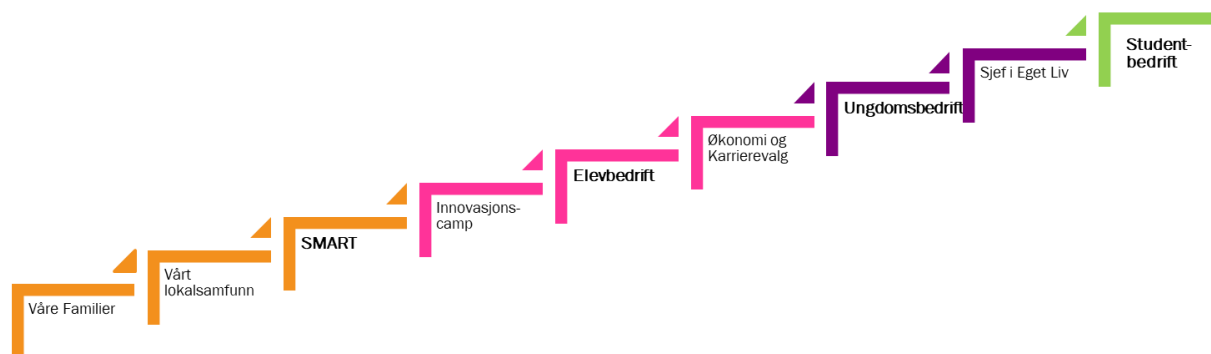 Våre Familier
Vårt
lokalsamfunn
SMART
Innovasjons-
camp
Elevbedrift
Økonomi og
Karrierevalg
Ungdomsbedrift
Sjef i Eget Liv
Student-
bedrift